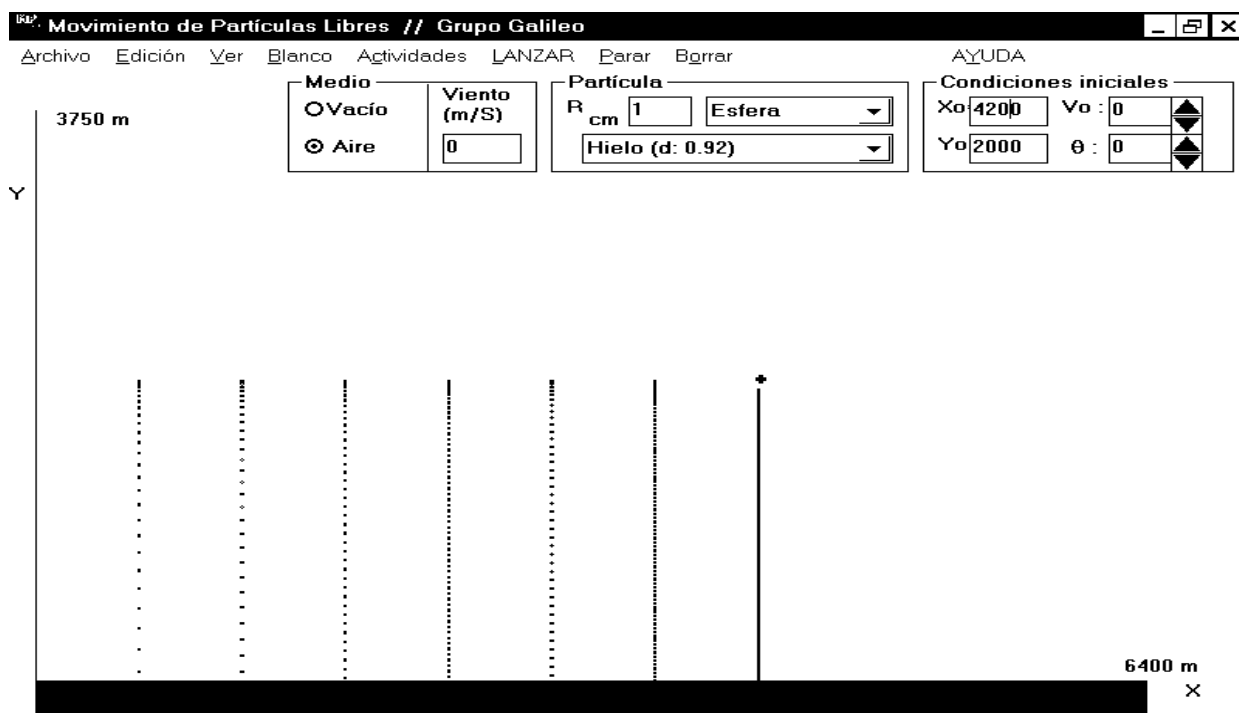 Movimiento de Partículas Libres // Grupo Galileo
Archivo Edición Ver Blanco Actividades LANZAR Parar Borrar AYUDA
Medio
Vacío
Aire
Viento
(m/S)
0
Partícula
R cm 1 Esfera
Hielo (d: 0.92)
Condiciones iniciales
Xo: 4200 Vo : 0
Yo 2000 θ : 0
3750 m
Y
6400 m
X